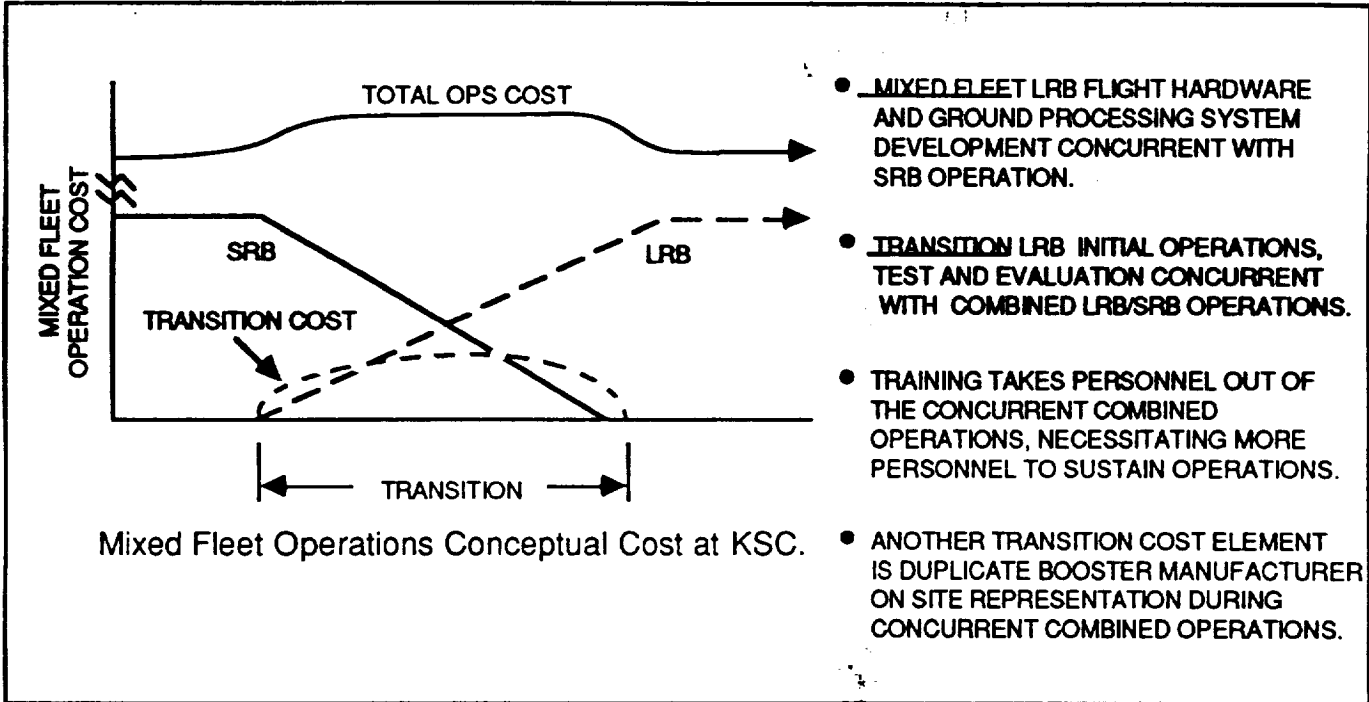 TOTAL OPS COST
MIXED FLEET
OPERATION COST
SRB
LRB
TRANSITION COST
TRANSITION
Mixed Fleet Operations Conceptual Cost at KSC.
● MIXED FLEET LRB FLIGHT HARDWARE
AND GROUND PROCESSING SYSTEM
DEVELOPMENT CONCURRENT WITH
SRB OPERATION.
● TRANSITION LRB INITIAL OPERATIONS,
TEST AND EVALUATION CONCURRENT
WITH COMBINED LRB/SRB OPERATIONS.
● TRAINING TAKES PERSONNEL OUT OF
THE CONCURRENT COMBINED
OPERATIONS, NECESSITATING MORE
PERSONNEL TO SUSTAIN OPERATIONS.
● ANOTHER TRANSITION COST ELEMENT
IS DUPLICATE BOOSTER MANUFACTURER
ON SITE REPRESENTATION DURING
CONCURRENT COMBINED OPERATIONS.